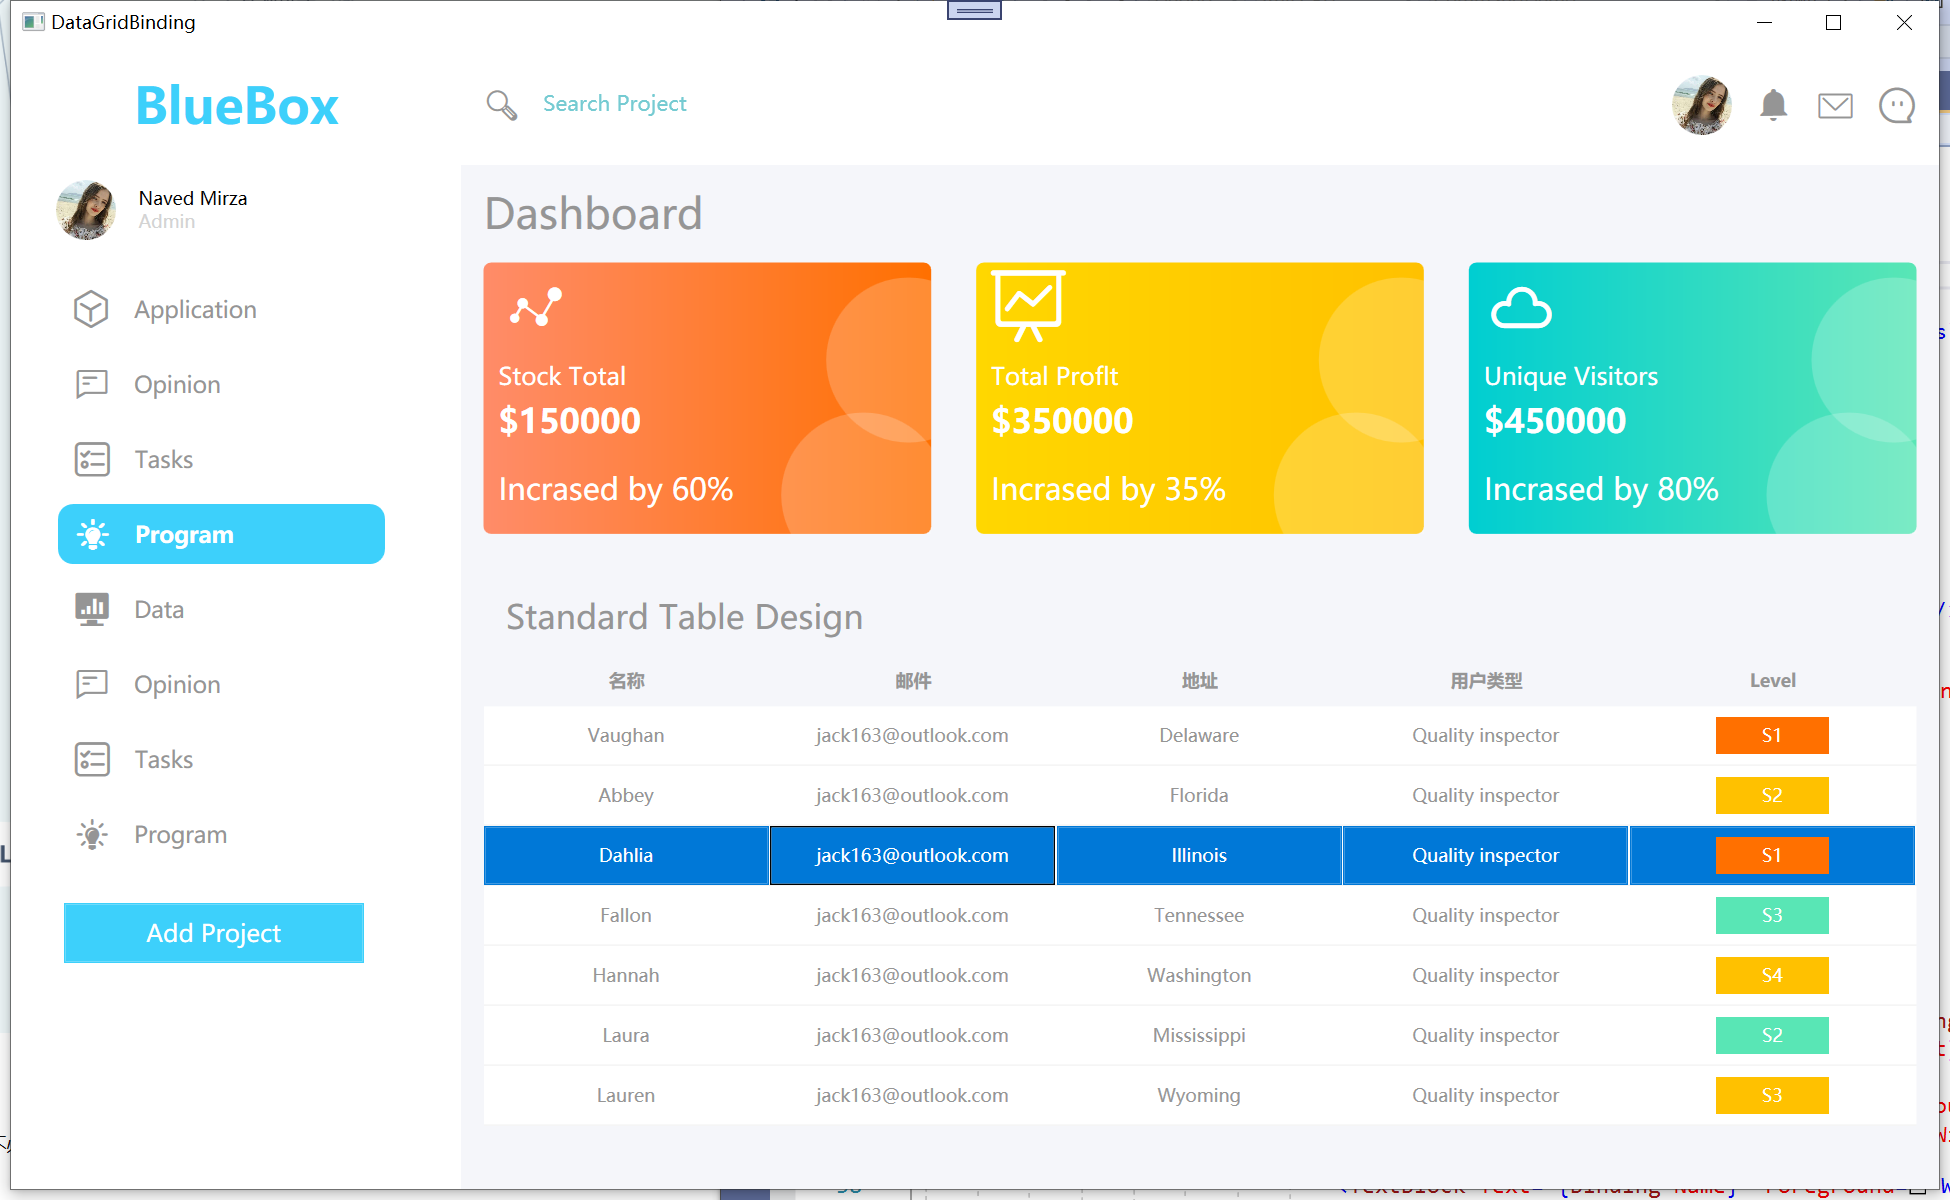 DataGridBinding
BlueBox
Search Project
Naved Mirza
Admin
Application
Opinion
Tasks
Program
Data
Opinion
Tasks
Program
Add Project
Dashboard
Stock Total
$150000
Incrased by 60%
Total Proflt
$350000
Incrased by 35%
Unique Visitors
$450000
Incrased by 80%
Standard Table Design
名称 邮件 地址 用户类型 Level
Vaughan jack163@outlook.com Delaware Quality inspector S1
Abbey jack163@outlook.com Florida Quality inspector S2
Dahlia jack163@outlook.com Illinois Quality inspector S1
Fallon jack163@outlook.com Tennessee Quality inspector S3
Hannah jack163@outlook.com Washington Quality inspector S4
Laura jack163@outlook.com Mississippi Quality inspector S2
Lauren jack163@outlook.com Wyoming Quality inspector S3